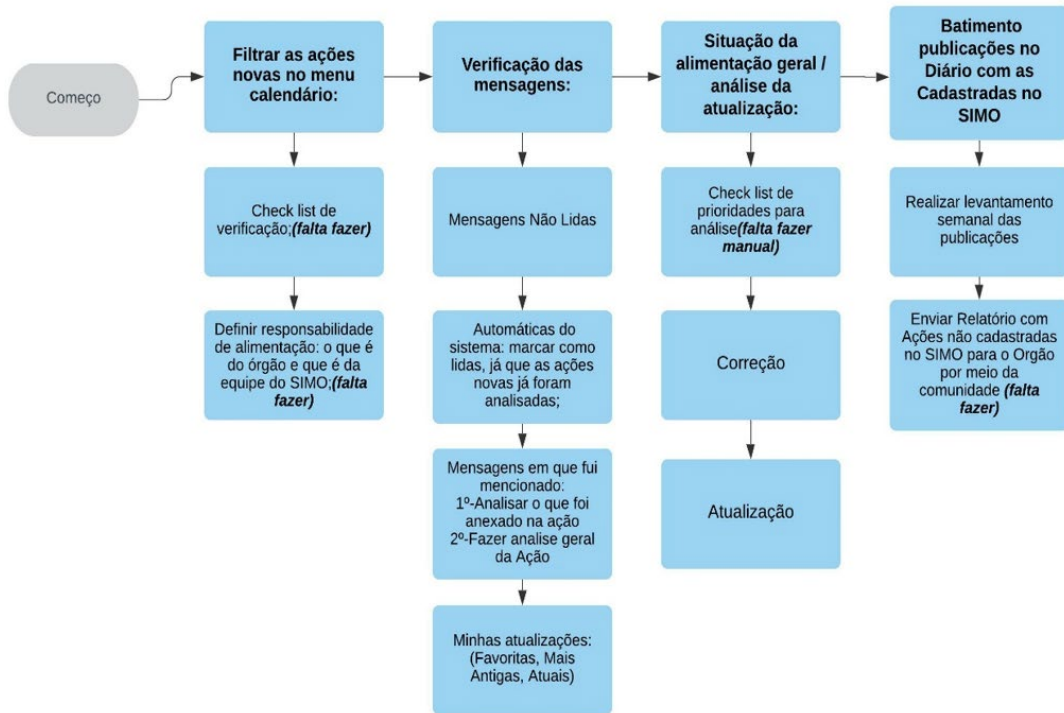 Começo
Filtrar as ações
novas no menu
calendário:
Check list de
verificação;(falta fazer)
Definir responsabilidade
de alimentação: o que é
do órgão e que é da
equipe do SIMO;(falta
fazer)
Verificação das
mensagens:
Mensagens Não Lidas
Automáticas do
sistema: marcar como
lidas, já que as ações
novas já foram
analisadas;
Mensagens em que fui
mencionado:
1º-Analisar o que foi
anexado na ação
2º-Fazer analise geral
da Ação
Minhas atualizações:
(Favoritas, Mais
Antigas, Atuais)
Situação da
alimentação geral /
análise da
atualização:
Check list de
prioridades para
análise(falta fazer
manual)
Correção
Atualização
Batimento
publicações no
Diário com as
Cadastradas no
SIMO
Realizar levantamento
semanal das
publicações
Enviar Relatório com
Ações não cadastradas
no SIMO para o Orgão
por meio da
comunidade (falta
fazer)